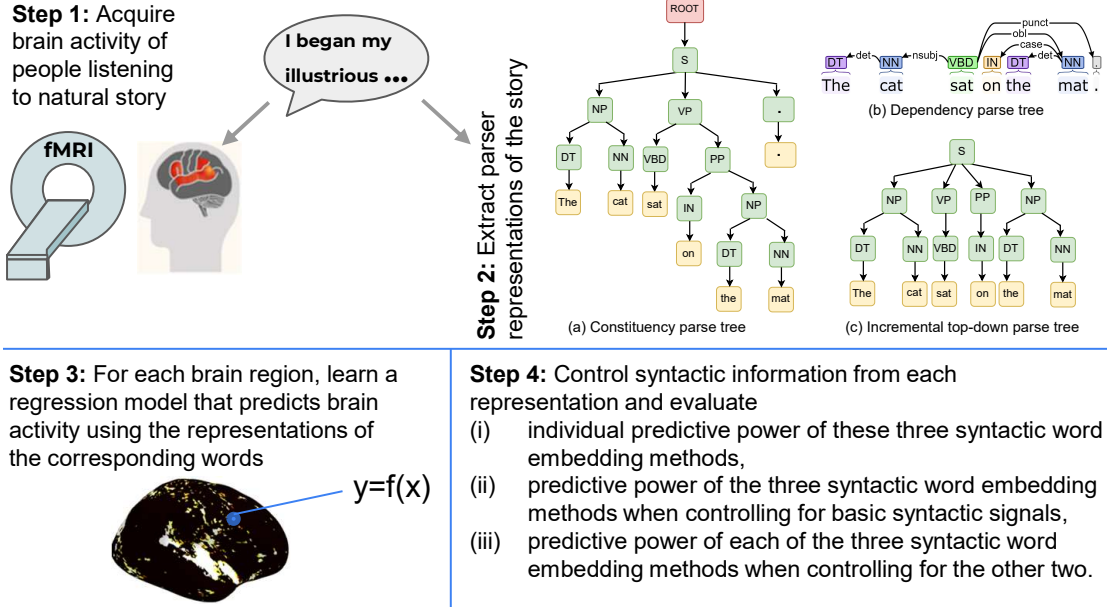 Step 1: Acquire
brain activity of
people listening
to natural story
I began my
illustrious ...
fMRI
Step 2: Extract parser
representations of the story
ROOT
S
NP
VP
.
DT
NN
VBD
PP
.
The
cat
sat
IN
NP
on
DT
NN
the
mat
(a) Constituency parse tree
punct
obl
case
det
nsubj
det
DT
NN
VBD
IN
DT
NN
.
The
cat
sat
on
the
mat
.
(b) Dependency parse tree
S
NP
VP
PP
NP
DT
NN
VBD
IN
DT
NN
The
cat
sat
on
the
mat
(c) Incremental top-down parse tree
Step 3: For each brain region, learn a
regression model that predicts brain
activity using the representations of
the corresponding words
y=f(x)
Step 4: Control syntactic information from each
representation and evaluate
(i) individual predictive power of these three syntactic word
embedding methods,
(ii) predictive power of the three syntactic word embedding
methods when controlling for basic syntactic signals,
(iii) predictive power of each of the three syntactic word
embedding methods when controlling for the other two.